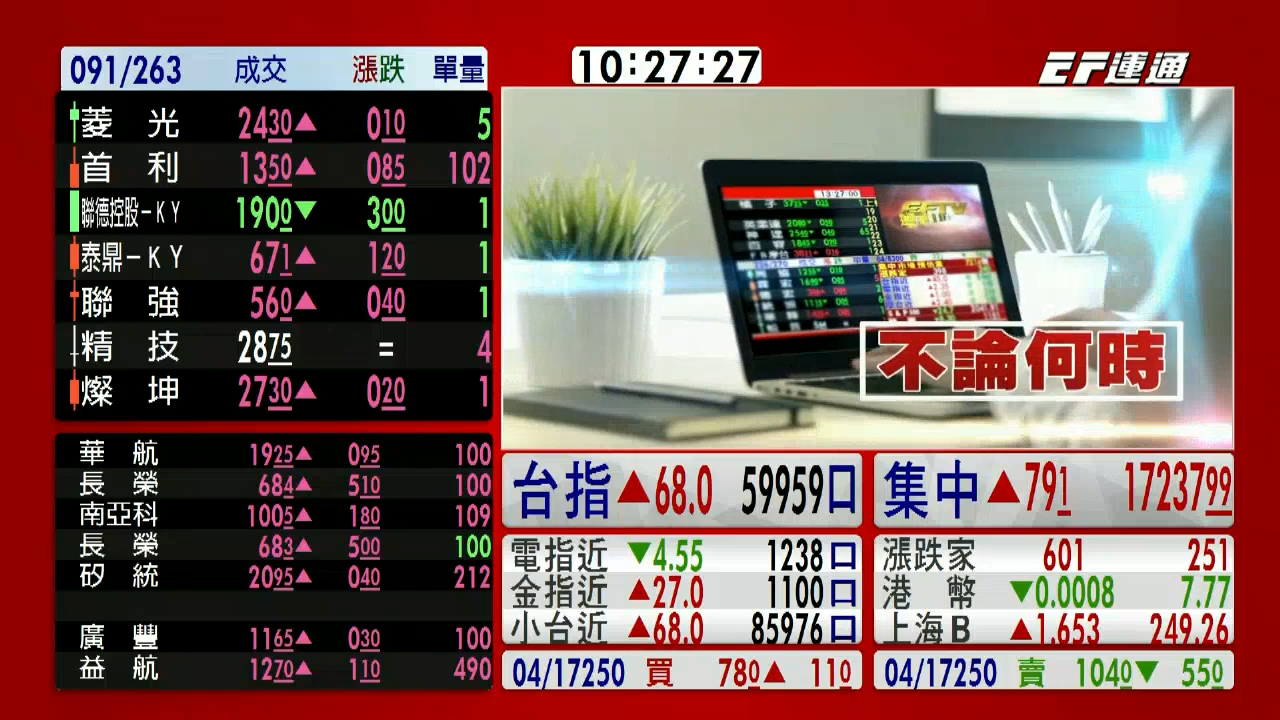 091/263 成交 漲跌 單量
菱光 2430▲ 010 5
首利 1350▲ 085 102
聯德控股-KY 1900▼ 300 1
泰鼎-KY 671▲ 120 1
聯強 560▲ 040 1
精技 2875 = 4
燦坤 2730▲ 020 1
華航 1925▲ 095 100
長榮 684▲ 510 100
南亞科 1005▲ 180 109
長榮 683▲ 500 100
矽統 2095▲ 040 212
廣豐 1165▲ 030 100
益航 1270▲ 110 490
10:27:27
EF運通
13:27:00
不論何時
台指▲68.0 59959口
電指近 ▼4.55 1238口
金指近 ▲27.0 1100口
小台近 ▲68.0 85976口
04/17250 買 780▲ 110
集中▲791 1723799
漲跌家 601 251
港幣 ▼0.0008 7.77
上海B ▲1.653 249.26
04/17250 賣 1040▼ 550